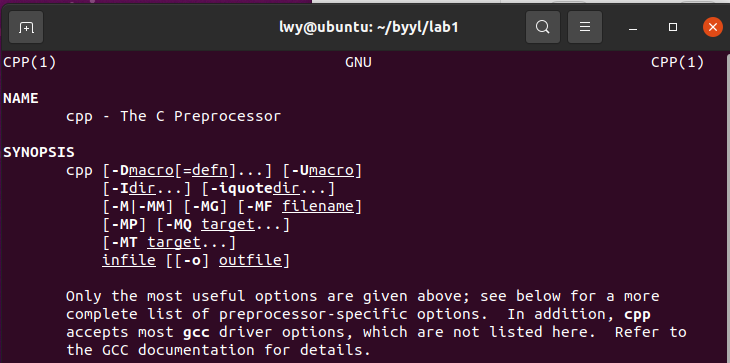 lwy@ubuntu: ~/byyl/lab1
CPP(1) GNU CPP(1)
NAME
cpp - The C Preprocessor
SYNOPSIS
cpp [-Dmacro[=defn]...] [-Umacro]
[-Idir...] [-iquotedir...]
[-M|-MM] [-MG] [-MF filename]
[-MP] [-MQ target...]
[-MT target...]
infile [[-o] outfile]
Only the most useful options are given above; see below for a more
complete list of preprocessor-specific options.  In addition, cpp
accepts most gcc driver options, which are not listed here.  Refer to
the GCC documentation for details.